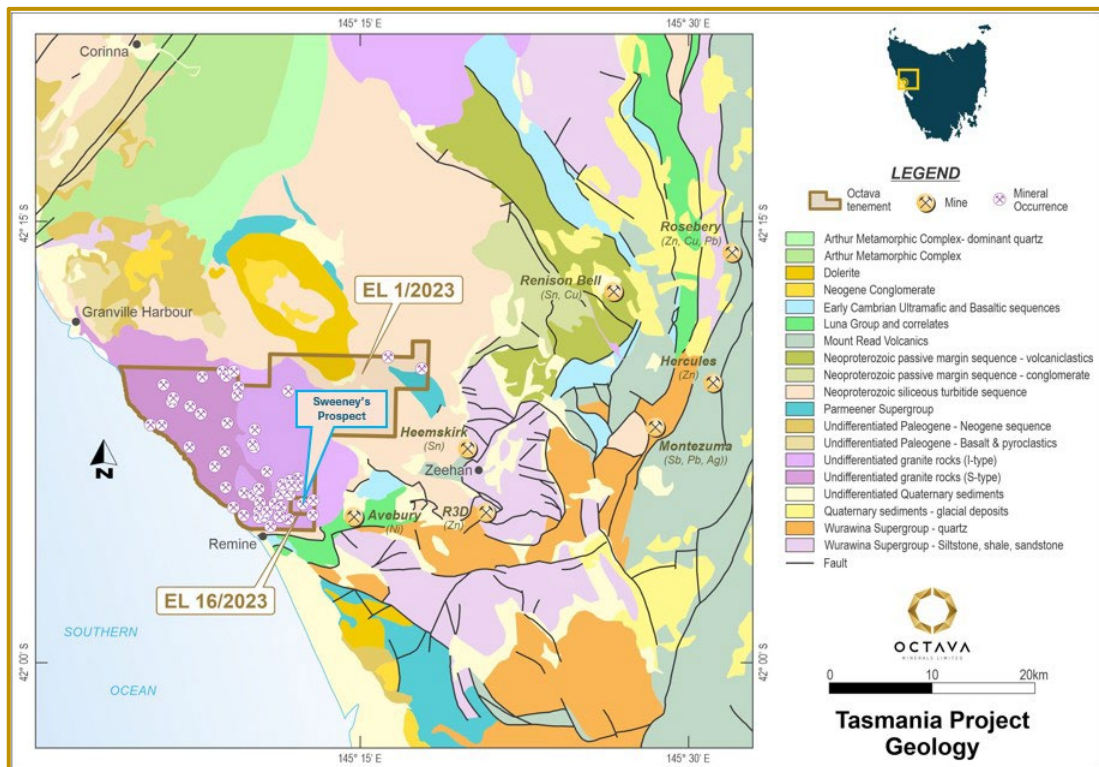 145° 15' E
145° 30' E
Corinna
42° 15' S
42° 15' S
Rosebery
(Zn, Cu, Pb)
Renison Bell
(Sn, Cu)
EL 1/2023
Granville Harbour
Hercules
(Zn)
Sweeney's
Prospect
Heemskirk
(Sn)
Zeehan
Montezuma
(Sb, Pb, Ag))
N
Avebury
(Ni)
R3D
(Zn)
Remine
EL 16/2023
SOUTHERN
OCEAN
42° 00' S
42° 00' S
145° 15' E
145° 30' E
LEGEND
Octava
tenement
Mine
Mineral
Occurrence
Arthur Metamorphic Complex- dominant quartz
Arthur Metamorphic Complex
Dolerite
Neogene Conglomerate
Early Cambrian Ultramafic and Basaltic sequences
Luna Group and correlates
Mount Read Volcanics
Neoproterozoic passive margin sequence - volcaniclastics
Neoproterozoic passive margin sequence - conglomerate
Neoproterozoic siliceous turbitide sequence
Parmeener Supergroup
Undifferentiated Paleogene - Neogene sequence
Undifferentiated Paleogene - Basalt & pyroclastics
Undifferentiated granite rocks (I-type)
Undifferentiated granite rocks (S-type)
Undifferentiated Quaternary sediments
Quaternary sediments - glacial deposits
Wurawina Supergroup - quartz
Wurawina Supergroup - Siltstone, shale, sandstone
Fault
OCTAVA
MINERALS LIMITED
0 10 20km
Tasmania Project
Geology